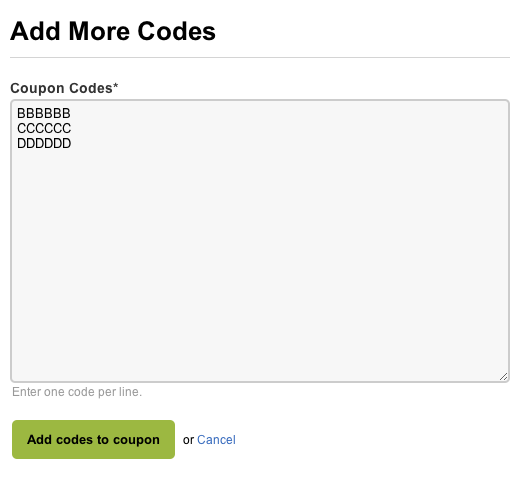 Add More Codes
Coupon Codes*
BBBBBB
CCCCCC
DDDDDD
Enter one code per line.
Add codes to coupon or Cancel